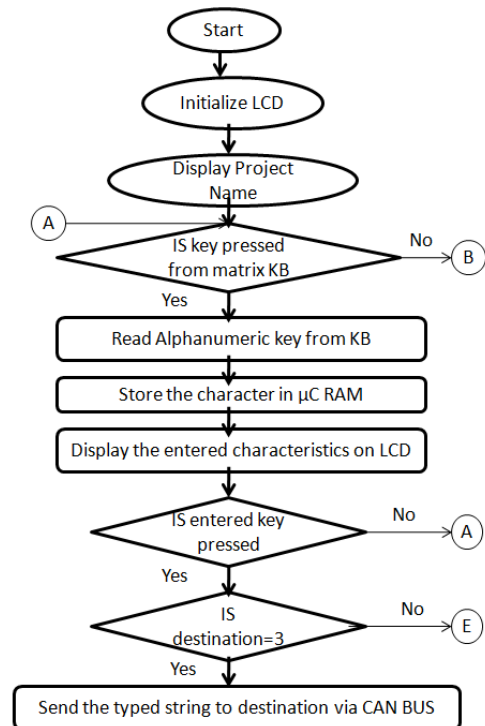 Start
Initialize LCD
Display Project
Name
A
IS key pressed
from matrix KB
No
B
Yes
Read Alphanumeric key from KB
Store the character in µC RAM
Display the entered characteristics on LCD
IS entered key
pressed
No
A
Yes
IS
destination=3
No
E
Yes
Send the typed string to destination via CAN BUS